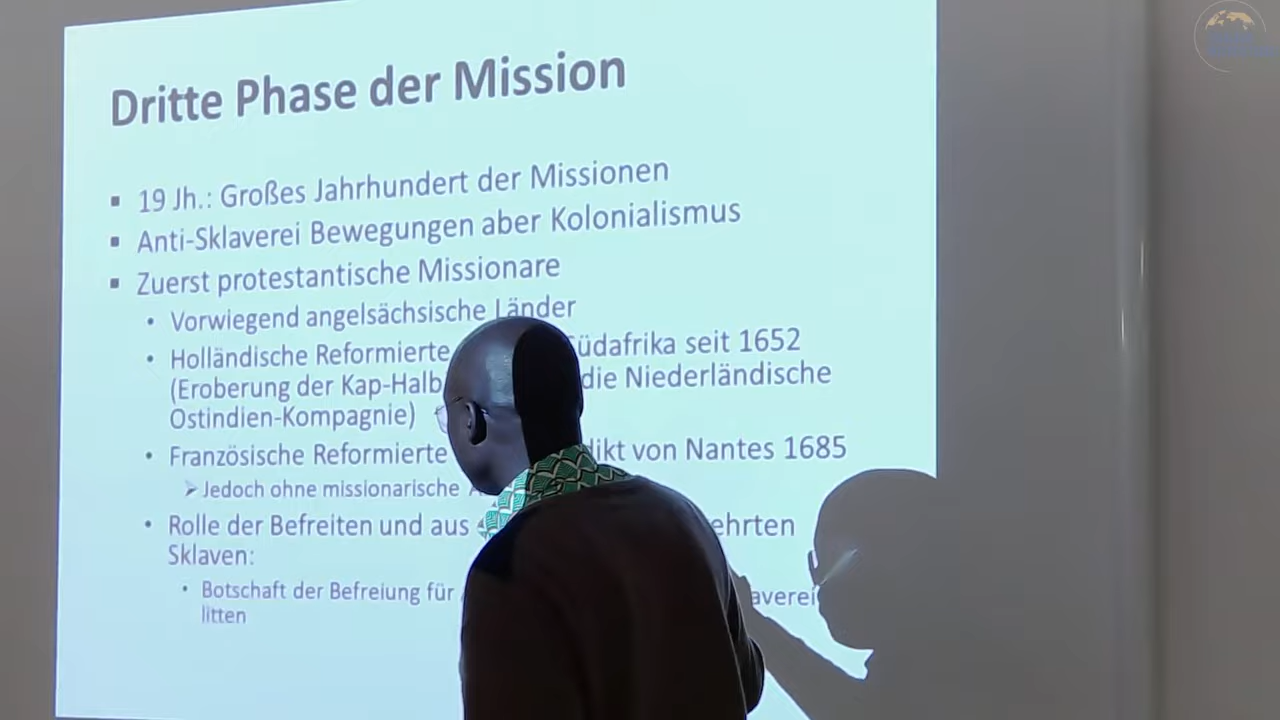 Dritte Phase der Mission
19 Jh.: Großes Jahrhundert der Missionen
Anti-Sklaverei Bewegungen aber Kolonialismus
Zuerst protestantische Missionare
Vorwiegend angelsächsische Länder
Holländische Reformierte Südafrika seit 1652
(Eroberung der Kap-Halb die Niederländische
Ostindien-Kompagnie)
Französische Reformierte ikt von Nantes 1685
Jedoch ohne missionarische
Rolle der Befreiten und aus ehrten
Sklaven:
Botschaft der Befreiung für averei
litten